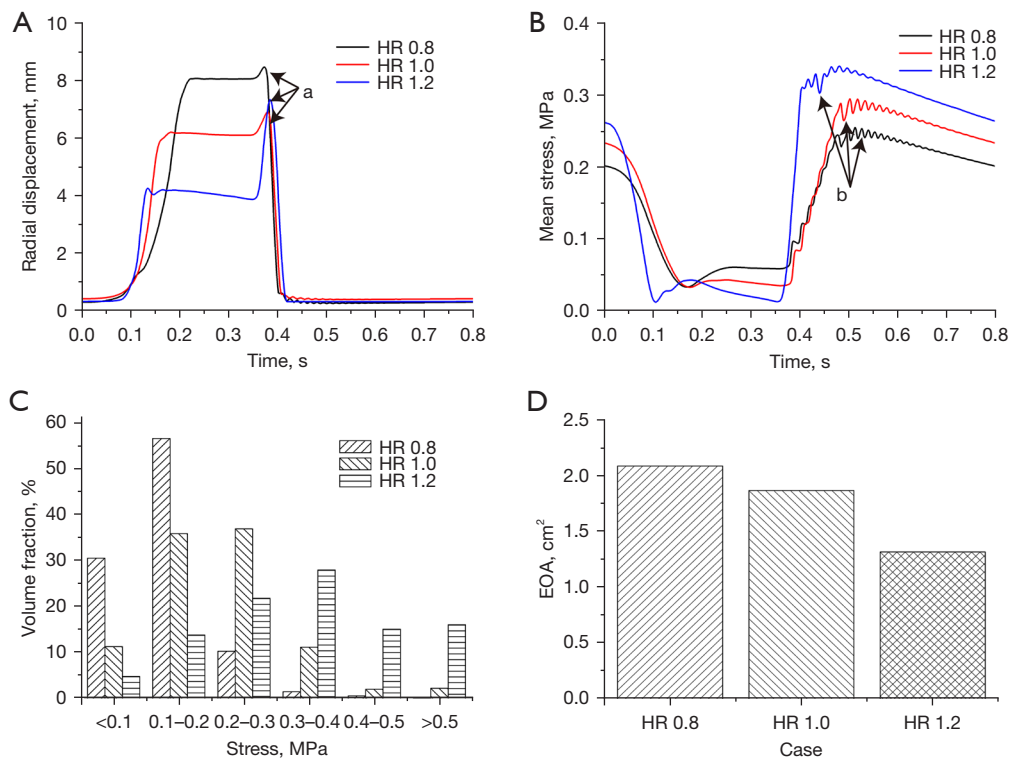 A
10
8
6
4
2
0
Radial displacement, mm
HR 0.8
HR 1.0
HR 1.2
a
0.0 0.1 0.2 0.3 0.4 0.5 0.6 0.7 0.8
Time, s
B
0.4
0.3
0.2
0.1
0.0
Mean stress, MPa
HR 0.8
HR 1.0
HR 1.2
b
0.0 0.1 0.2 0.3 0.4 0.5 0.6 0.7 0.8
Time, s
C
60
50
40
30
20
10
0
Volume fraction, %
HR 0.8
HR 1.0
HR 1.2
<0.1 0.1–0.2 0.2–0.3 0.3–0.4 0.4–0.5 >0.5
Stress, MPa
D
2.5
2.0
1.5
1.0
0.5
0.0
EOA, cm²
HR 0.8 HR 1.0 HR 1.2
Case